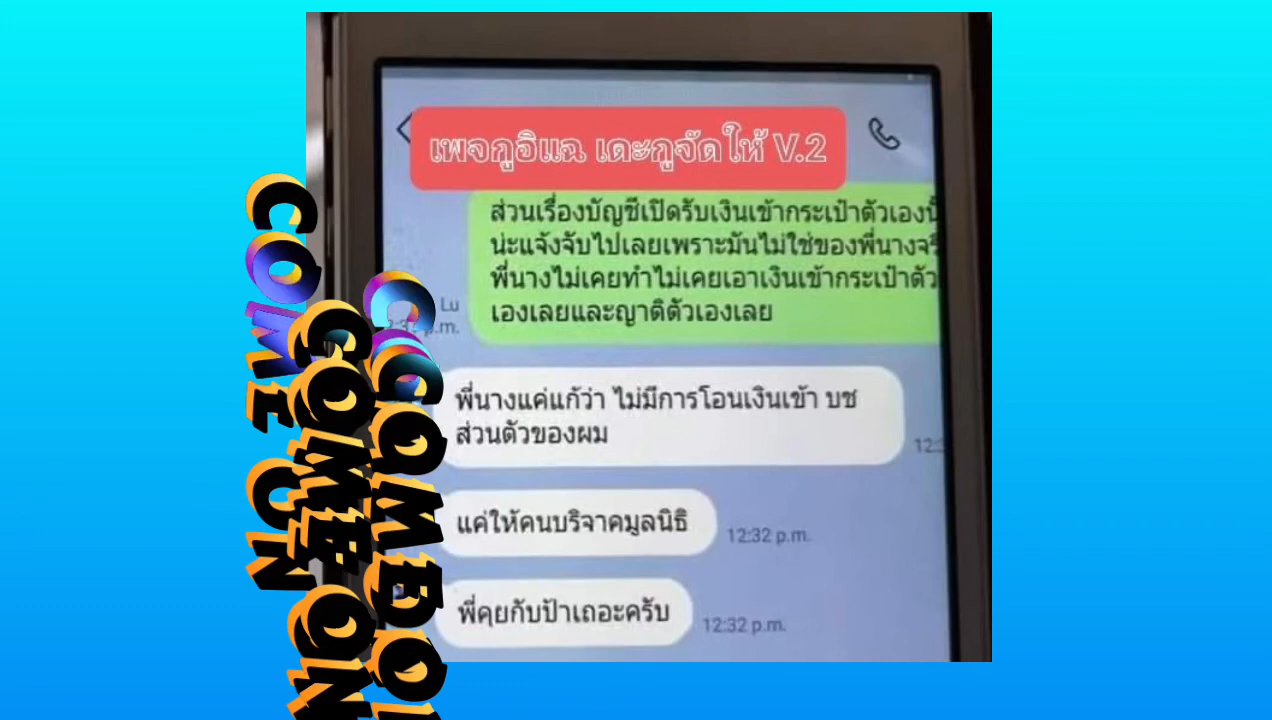 เพจกูอิแฉ เดะกูจัดให้ V.2
ส่วนเรื่องบัญชีเปิดรับเงินเข้ากระเป๋าตัวเอง
น่ะแจ้งจับไปเลยเพราะมันไม่ใช่ของพี่นาง
พี่นางไม่เคยทำไม่เคยเอาเงินเข้ากระเป๋าตัว
เองเลยและญาติตัวเองเลย
Lu
p.m.
พี่นางแค่แก้ว่า ไม่มีการโอนเงินเข้า บช
ส่วนตัวของผม
แค่ให้คนบริจาคมูลนิธิ
12:32 p.m.
พี่คุยกับป้าเถอะครับ
12:32 p.m.
COME ON
COME ON